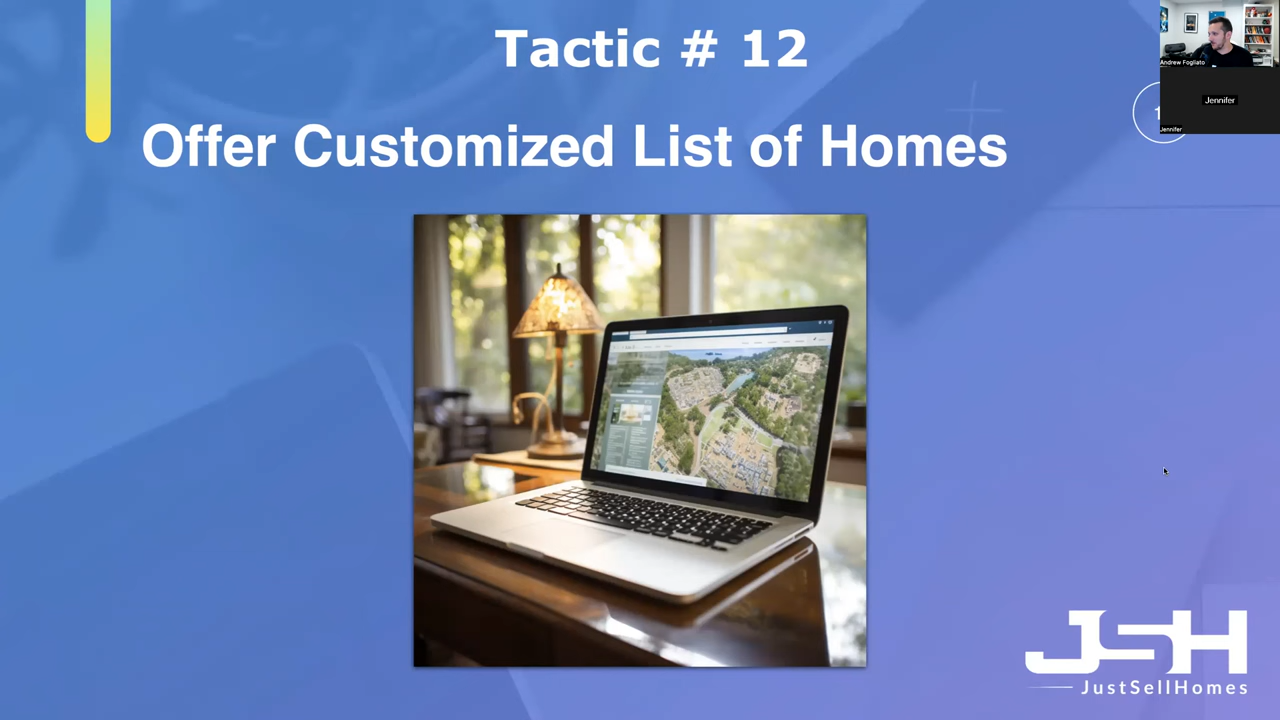 Tactic # 12
Offer Customized List of Homes
Andrew Fogliato
Jennifer
Jennifer
JSH
JustSellHomes